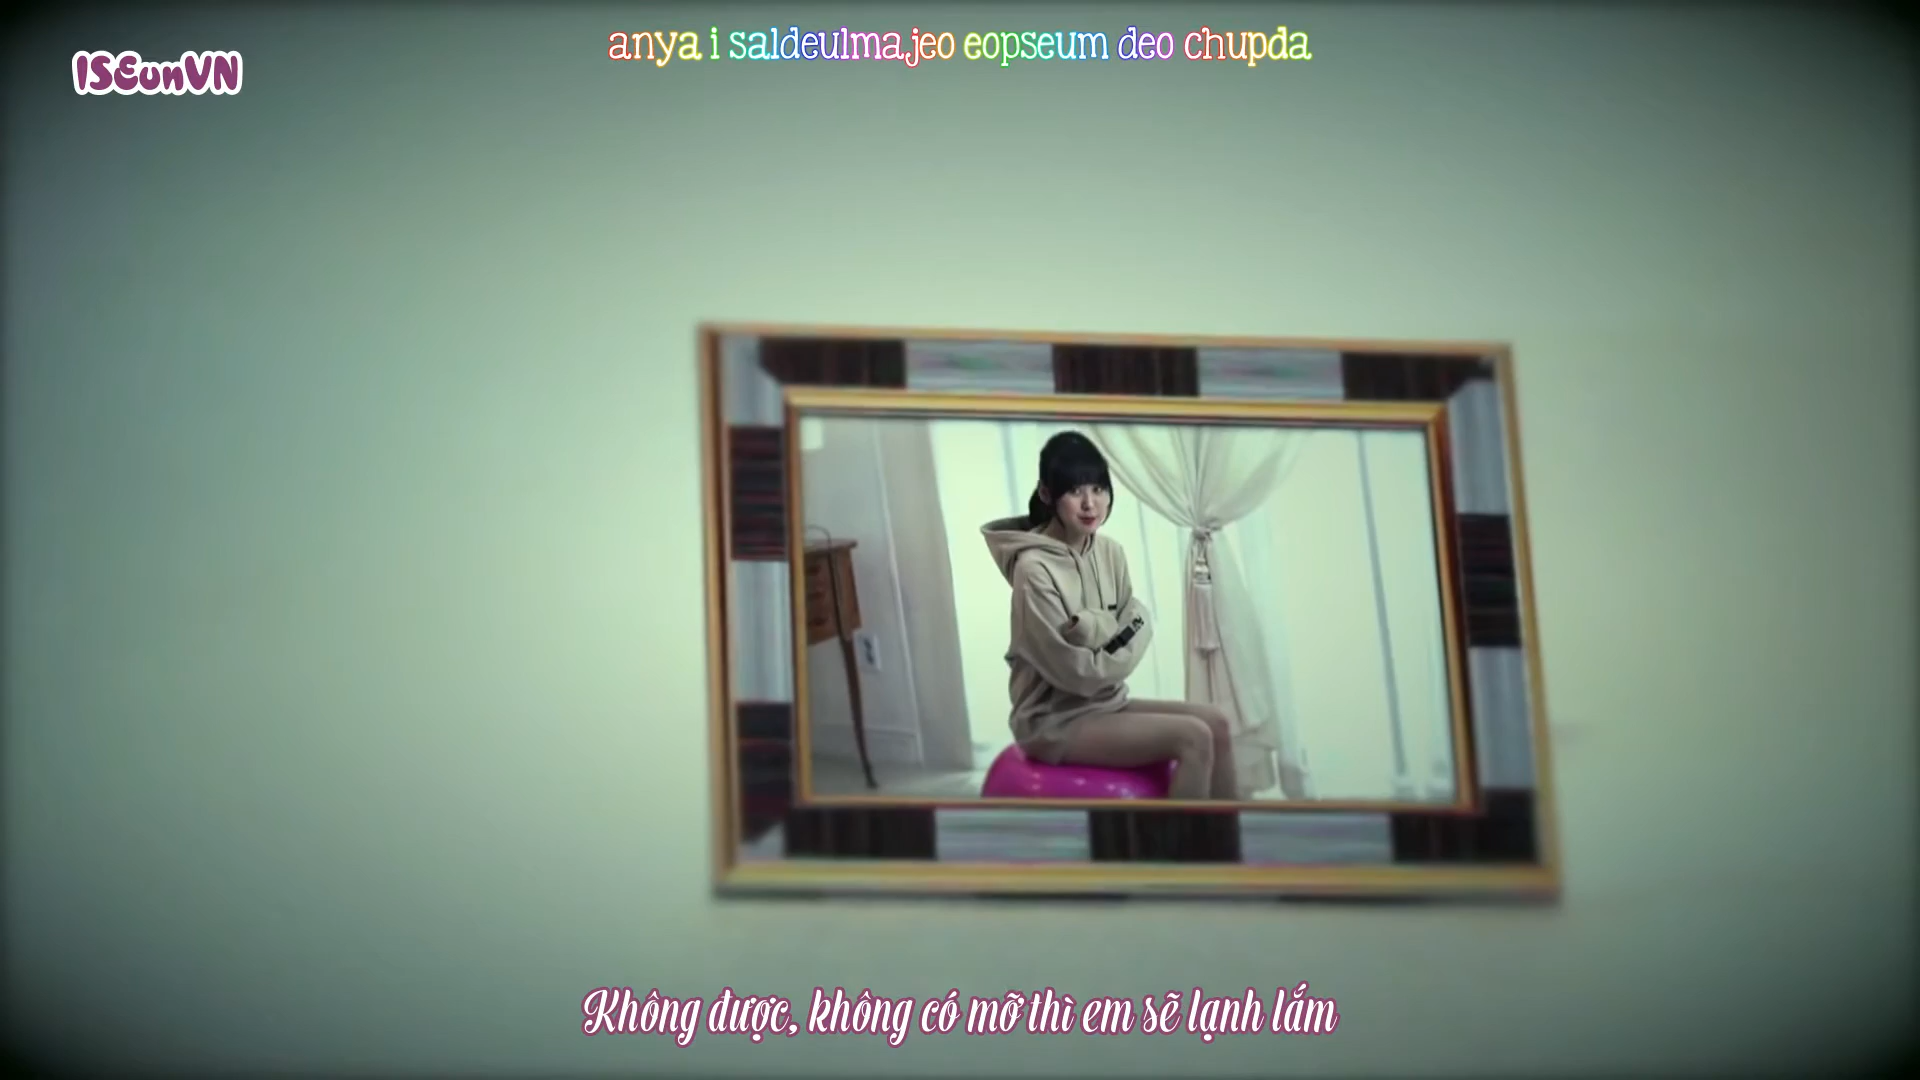 anya i saldeulmajeo eopseum deo chupda
ISEunVN
Không được, không có mỡ thì em sẽ lạnh lắm